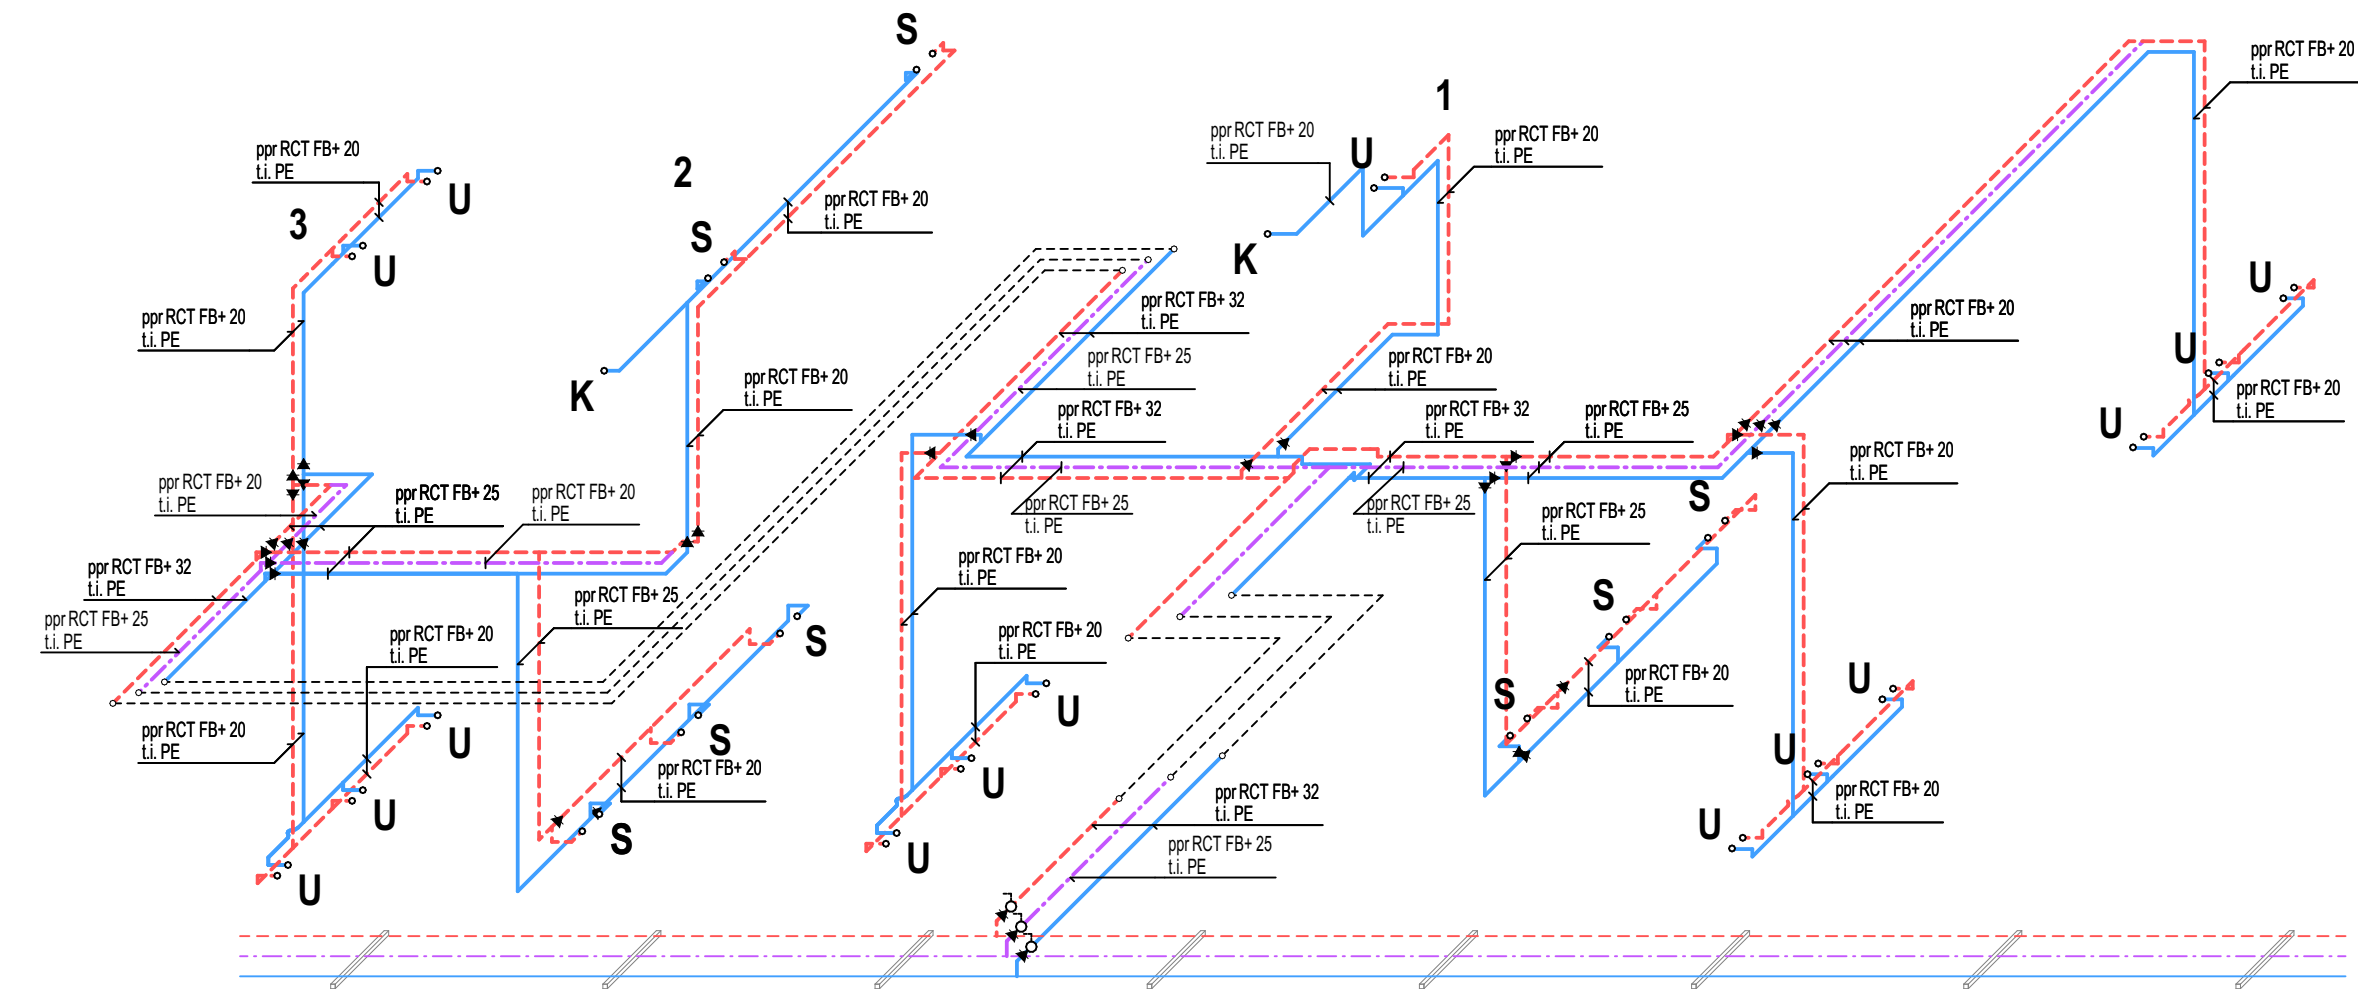 S
ppr RCT FB+ 20
t.i. PE
1
ppr RCT FB+ 20
t.i. PE
ppr RCT FB+ 20
t.i. PE
U
ppr RCT FB+ 20
t.i. PE
2
U
3
S
ppr RCT FB+ 20
t.i. PE
U
K
U
ppr RCT FB+ 20
t.i. PE
ppr RCT FB+ 32
t.i. PE
ppr RCT FB+ 20
t.i. PE
ppr RCT FB+ 25
t.i. PE
ppr RCT FB+ 20
t.i. PE
U
K
ppr RCT FB+ 20
t.i. PE
ppr RCT FB+ 20
t.i. PE
U
ppr RCT FB+ 32
t.i. PE
ppr RCT FB+ 32
t.i. PE
ppr RCT FB+ 25
t.i. PE
ppr RCT FB+ 20
t.i. PE
ppr RCT FB+ 20
t.i. PE
ppr RCT FB+ 25
t.i. PE
ppr RCT FB+ 20
t.i. PE
ppr RCT FB+ 25
t.i. PE
ppr RCT FB+ 25
t.i. PE
S
ppr RCT FB+ 25
t.i. PE
ppr RCT FB+ 32
t.i. PE
ppr RCT FB+ 20
t.i. PE
ppr RCT FB+ 25
t.i. PE
S
ppr RCT FB+ 25
t.i. PE
ppr RCT FB+ 20
t.i. PE
S
ppr RCT FB+ 20
t.i. PE
S
ppr RCT FB+ 20
t.i. PE
U
U
ppr RCT FB+ 20
t.i. PE
U
S
U
ppr RCT FB+ 20
t.i. PE
U
ppr RCT FB+ 20
t.i. PE
U
S
ppr RCT FB+ 32
t.i. PE
U
ppr RCT FB+ 25
t.i. PE
U
U